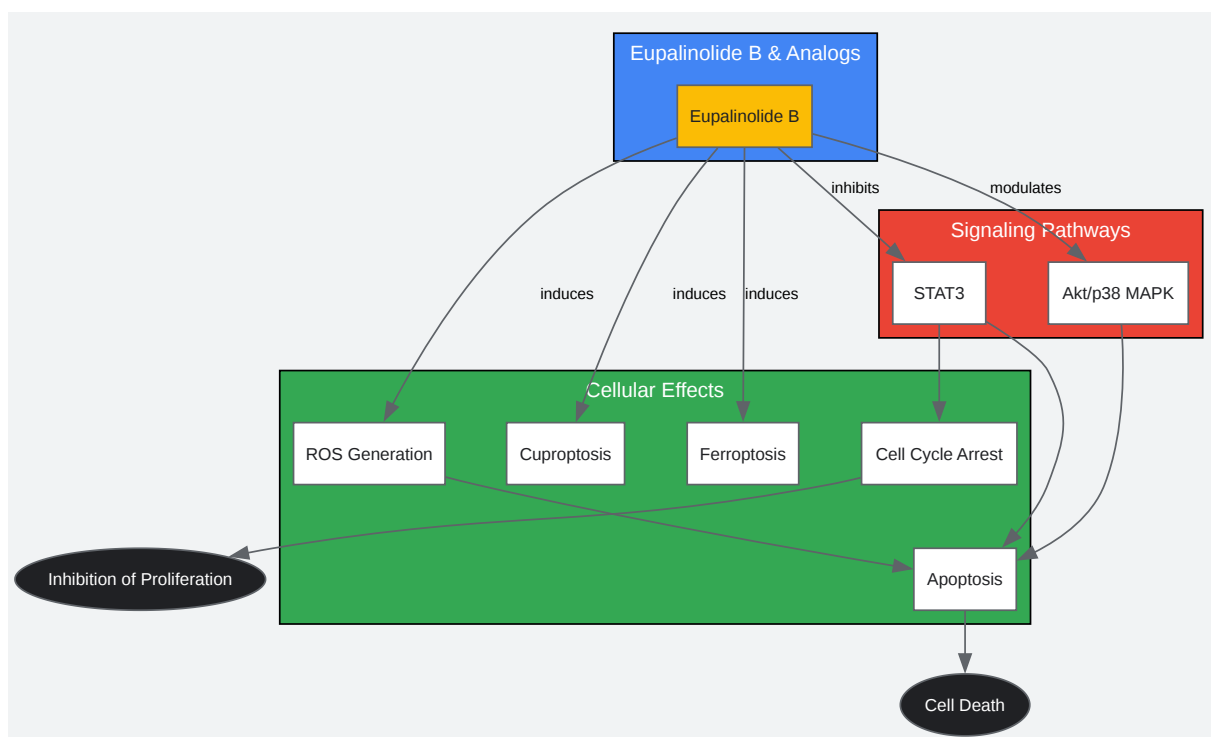 Eupalinolide B & Analogs
Eupalinolide B
inhibits
modulates
Signaling Pathways
STAT3
Akt/p38 MAPK
induces
induces
induces
Cellular Effects
ROS Generation
Cuproptosis
Ferroptosis
Cell Cycle Arrest
Inhibition of Proliferation
Apoptosis
Cell Death